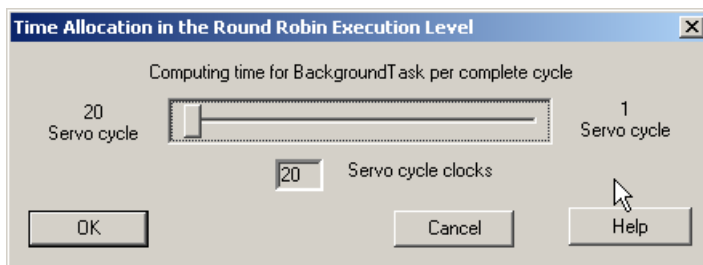 Time Allocation in the Round Robin Execution Level
Computing time for BackgroundTask per complete cycle
20
Servo cycle
1
Servo cycle
20 Servo cycle clocks
OK Cancel Help